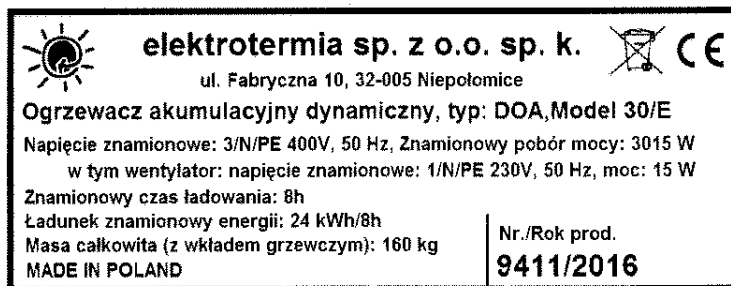 elektrotermia sp. z o.o. sp. k.
ul. Fabryczna 10, 32-005 Niepołomice
Ogrzewacz akumulacyjny dynamiczny, typ: DOA,Model 30/E
Napięcie znamionowe: 3/N/PE 400V, 50 Hz, Znamionowy pobór mocy: 3015 W
w tym wentylator: napięcie znamionowe: 1/N/PE 230V, 50 Hz, moc: 15 W
Znamionowy czas ładowania: 8h
Ładunek znamionowy energii: 24 kWh/8h
Masa całkowita (z wkładem grzewczym): 160 kg
MADE IN POLAND
Nr./Rok prod.
9411/2016